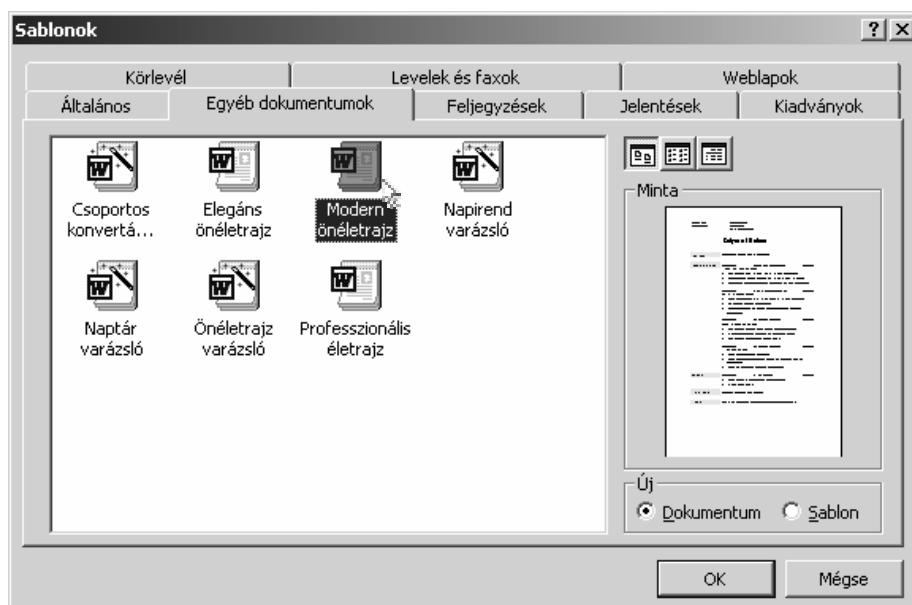 Sablonok
Körlevél
Levelek és faxok
Weblapok
Általános
Egyéb dokumentumok
Feljegyzések
Jelentések
Kiadványok
Csoportos
konvertá...
Elegáns
önéletrajz
Modern
önéletrajz
Napirend
varázsló
Naptár
varázsló
Önéletrajz
varázsló
Professzionális
életrajz
Minta
Új
Dokumentum
Sablon
OK
Mégse